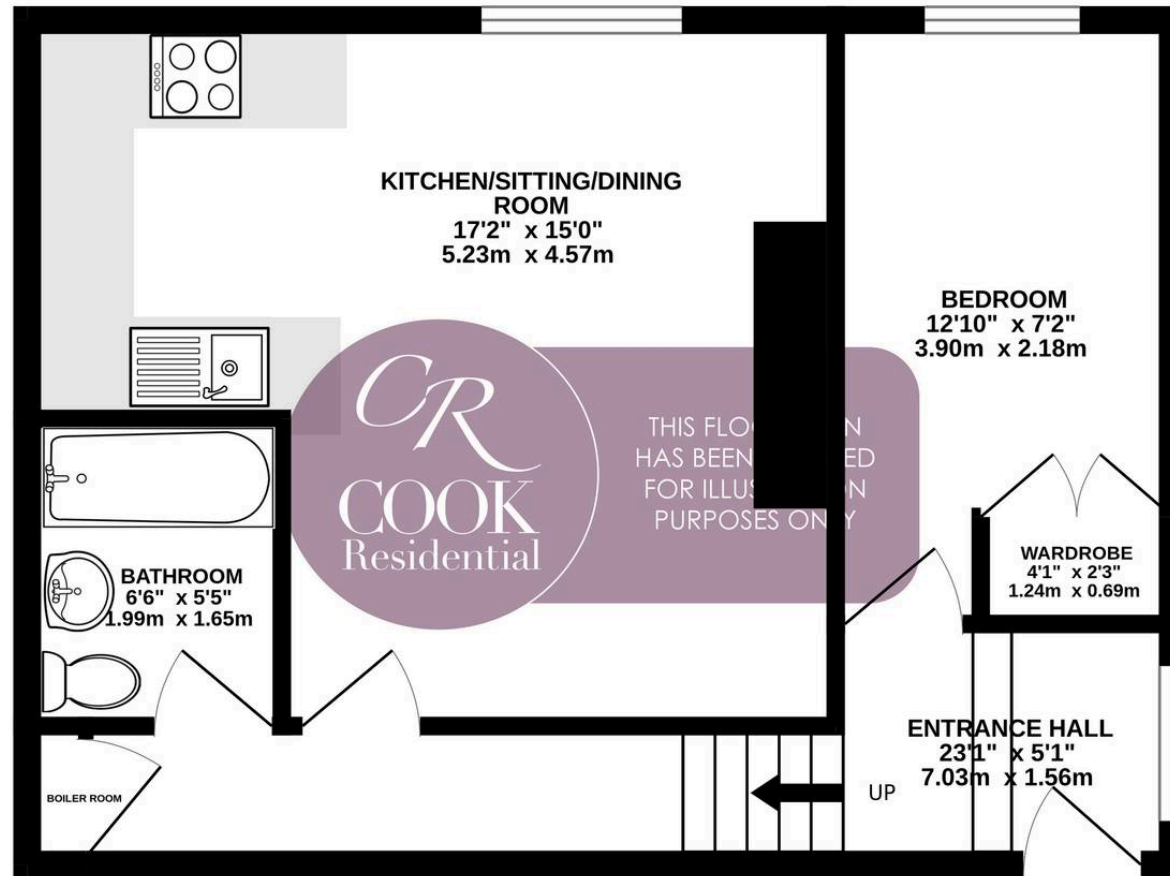 KITCHEN/SITTING/DINING
ROOM
17'2" x 15'0"
5.23m x 4.57m
BEDROOM
12'10" x 7'2"
3.90m x 2.18m
CR
COOK
Residential
THIS
HAS BEEN
FOR
PURPOSES ONLY
WARDROBE
4'1" x 2'3"
1.24m x 0.69m
BATHROOM
6'6" x 5'5"
1.99m x 1.65m
ENTRANCE HALL
23'1" x 5'1"
7.03m x 1.56m
BOILER ROOM
UP